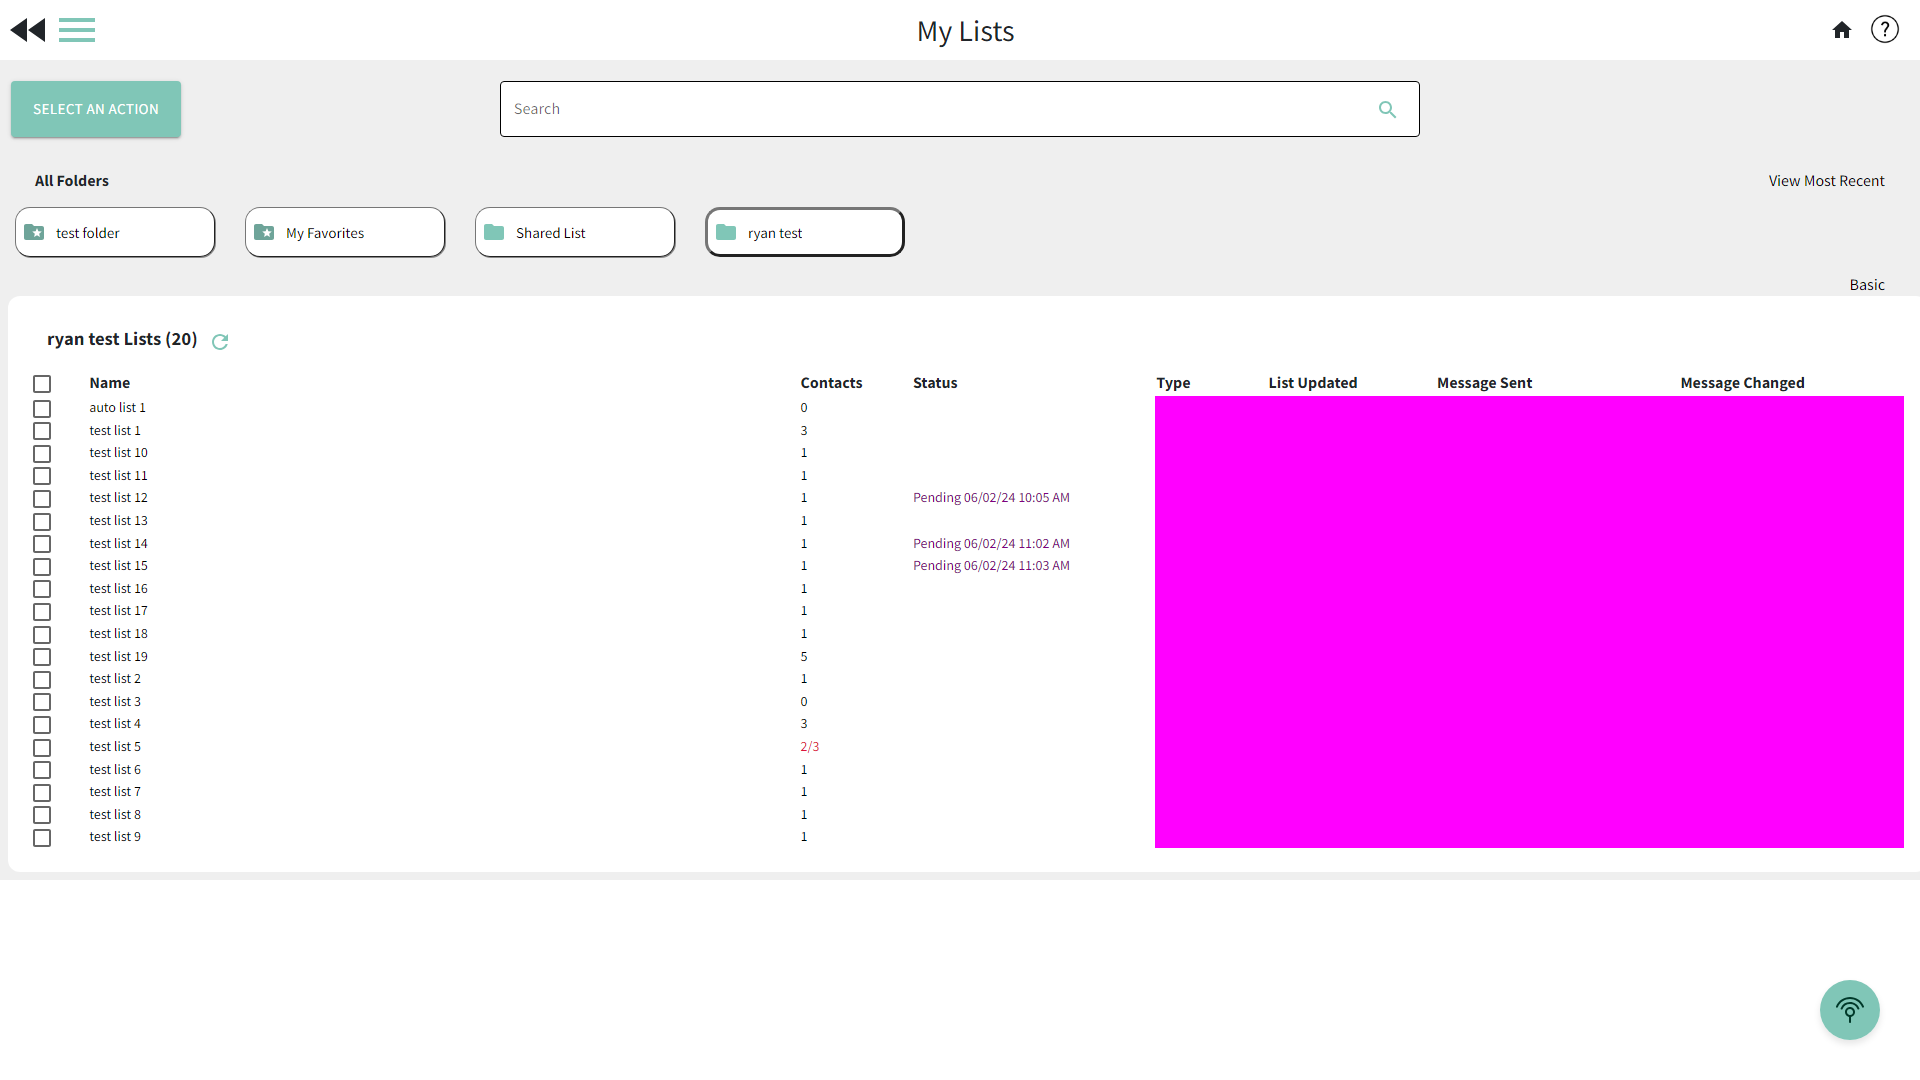 My Lists
?
SELECT AN ACTION
Search
All Folders
View Most Recent
test folder
My Favorites
Shared List
ryan test
Basic
ryan test Lists (20)
Name Contacts Status Type List Updated Message Sent Message Changed
auto list 1 0
test list 1 3
test list 10 1
test list 11 1
test list 12 1 Pending 06/02/24 10:05 AM
test list 13 1
test list 14 1 Pending 06/02/24 11:02 AM
test list 15 1 Pending 06/02/24 11:03 AM
test list 16 1
test list 17 1
test list 18 1
test list 19 5
test list 2 1
test list 3 0
test list 4 3
test list 5 2/3
test list 6 1
test list 7 1
test list 8 1
test list 9 1